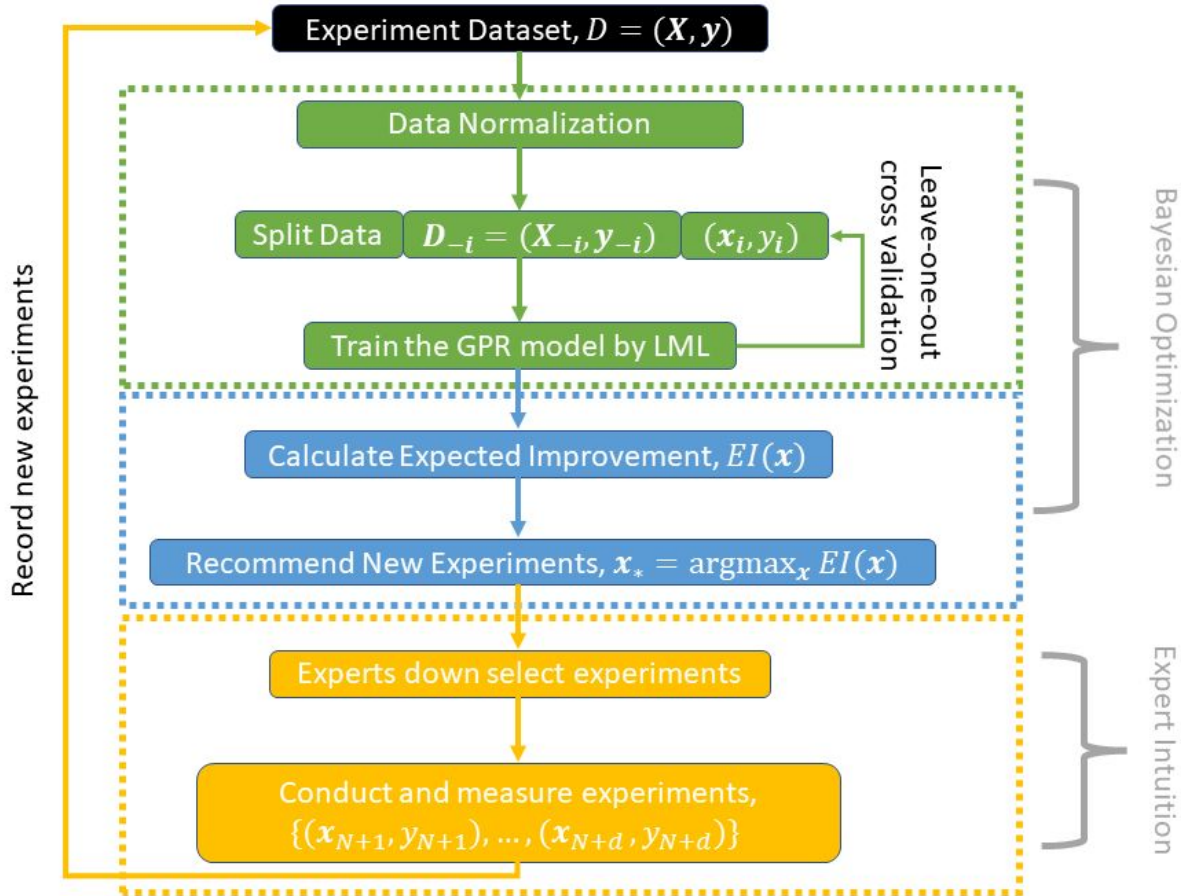 Experiment Dataset, D = (X, y)
Data Normalization
Split Data
D₋ᵢ = (X₋ᵢ, y₋ᵢ)
(xᵢ, yᵢ)
Leave-one-out
cross validation
Train the GPR model by LML
Calculate Expected Improvement, EI(x)
Recommend New Experiments, x_* = argmaxₓ EI(x)
Bayesian Optimization
Experts down select experiments
Conduct and measure experiments,
{(x_{N+1}, y_{N+1}), …, (x_{N+d}, y_{N+d})}
Expert Intuition
Record new experiments